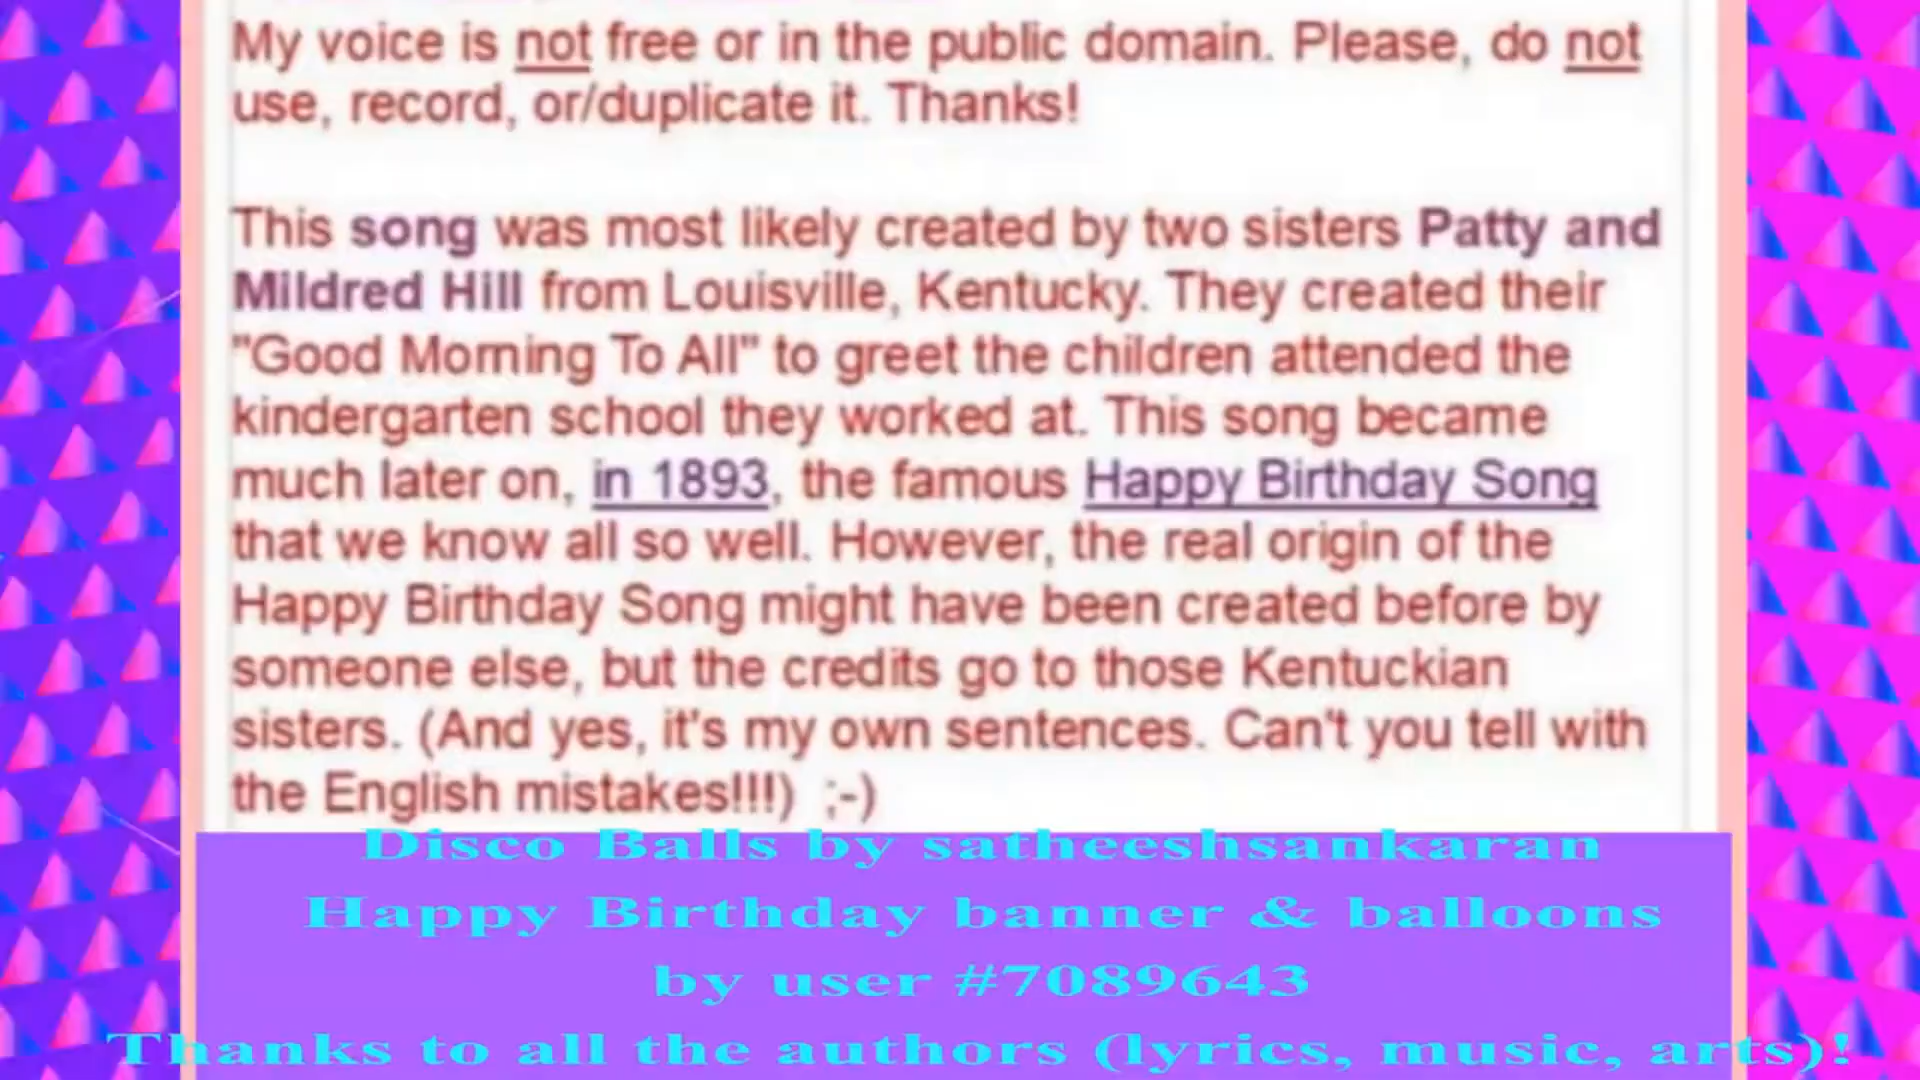 My voice is not free or in the public domain. Please, do not
use, record, or/duplicate it. Thanks!
This song was most likely created by two sisters Patty and
Mildred Hill from Louisville, Kentucky. They created their
"Good Morning To All" to greet the children attended the
kindergarten school they worked at. This song became
much later on, in 1893, the famous Happy Birthday Song
that we know all so well. However, the real origin of the
Happy Birthday Song might have been created before by
someone else, but the credits go to those Kentuckian
sisters. (And yes, it's my own sentences. Can't you tell with
the English mistakes!!!) ;-)
Disco Balls by satheeshsankaran
Happy Birthday banner & balloons
by user #7089643
Thanks to all the authors (lyrics, music, arts)!